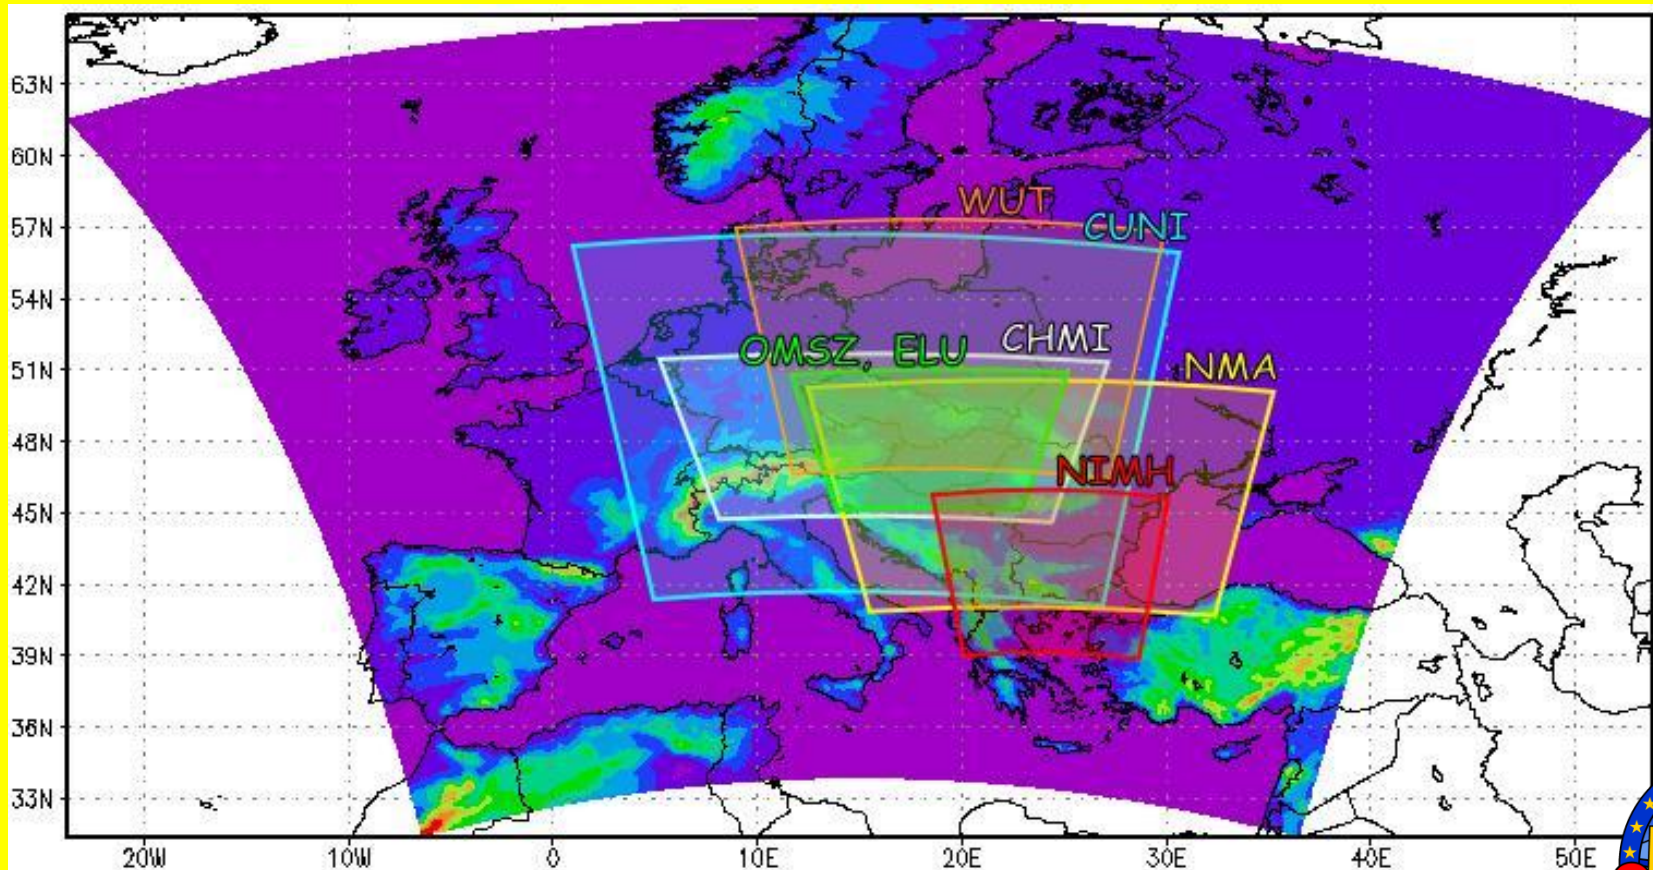 63N
60N
57N
54N
51N
48N
45N
42N
39N
36N
33N
WUT
CUNI
CHMI
OMSZ, ELU
NMA
NIMH
20W 10W 0 10E 20E 30E 40E 50E